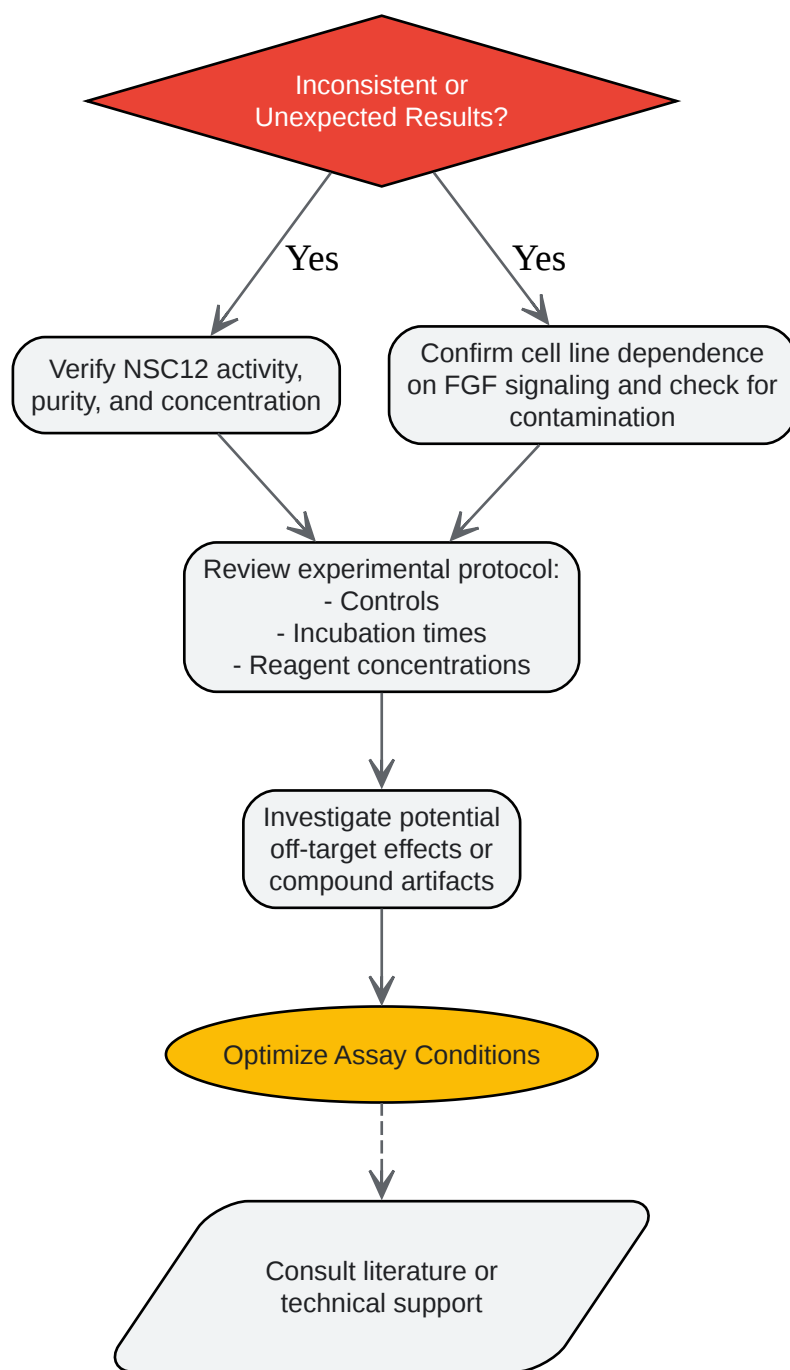 Inconsistent or
Unexpected Results?
Yes
Yes
Verify NSC12 activity,
purity, and concentration
Confirm cell line dependence
on FGF signaling and check for
contamination
Review experimental protocol:
- Controls
- Incubation times
- Reagent concentrations
Investigate potential
off-target effects or
compound artifacts
Optimize Assay Conditions
Consult literature or
technical support